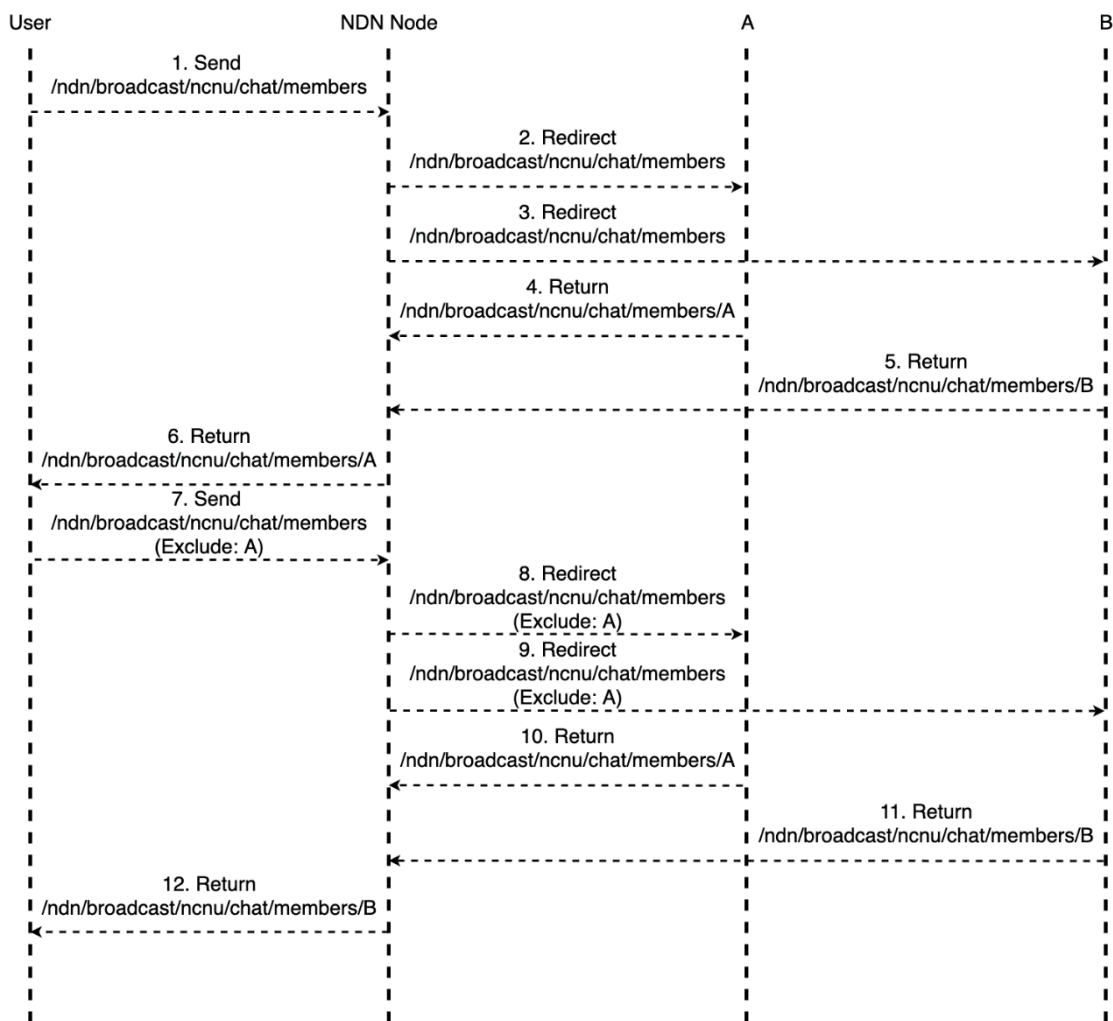 User
NDN Node
A
B
1. Send
/ndn/broadcast/ncnu/chat/members
2. Redirect
/ndn/broadcast/ncnu/chat/members
3. Redirect
/ndn/broadcast/ncnu/chat/members
4. Return
/ndn/broadcast/ncnu/chat/members/A
5. Return
/ndn/broadcast/ncnu/chat/members/B
6. Return
/ndn/broadcast/ncnu/chat/members/A
7. Send
/ndn/broadcast/ncnu/chat/members
(Exclude: A)
8. Redirect
/ndn/broadcast/ncnu/chat/members
(Exclude: A)
9. Redirect
/ndn/broadcast/ncnu/chat/members
(Exclude: A)
10. Return
/ndn/broadcast/ncnu/chat/members/A
11. Return
/ndn/broadcast/ncnu/chat/members/B
12. Return
/ndn/broadcast/ncnu/chat/members/B